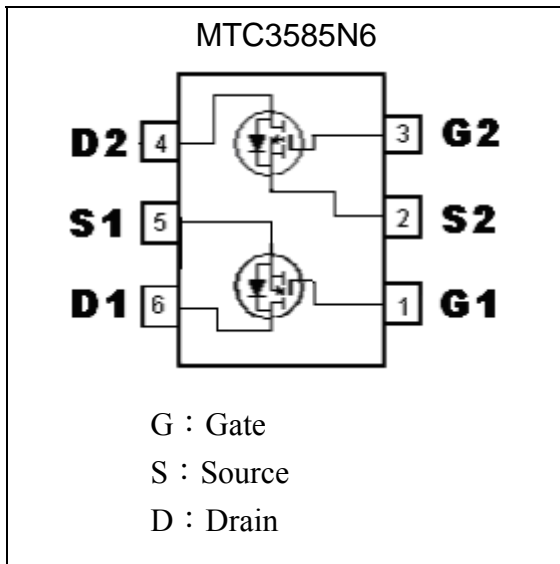 MTC3585N6
D2 4 3 G2
S1 5 2 S2
D1 6 1 G1
G：Gate
S：Source
D：Drain